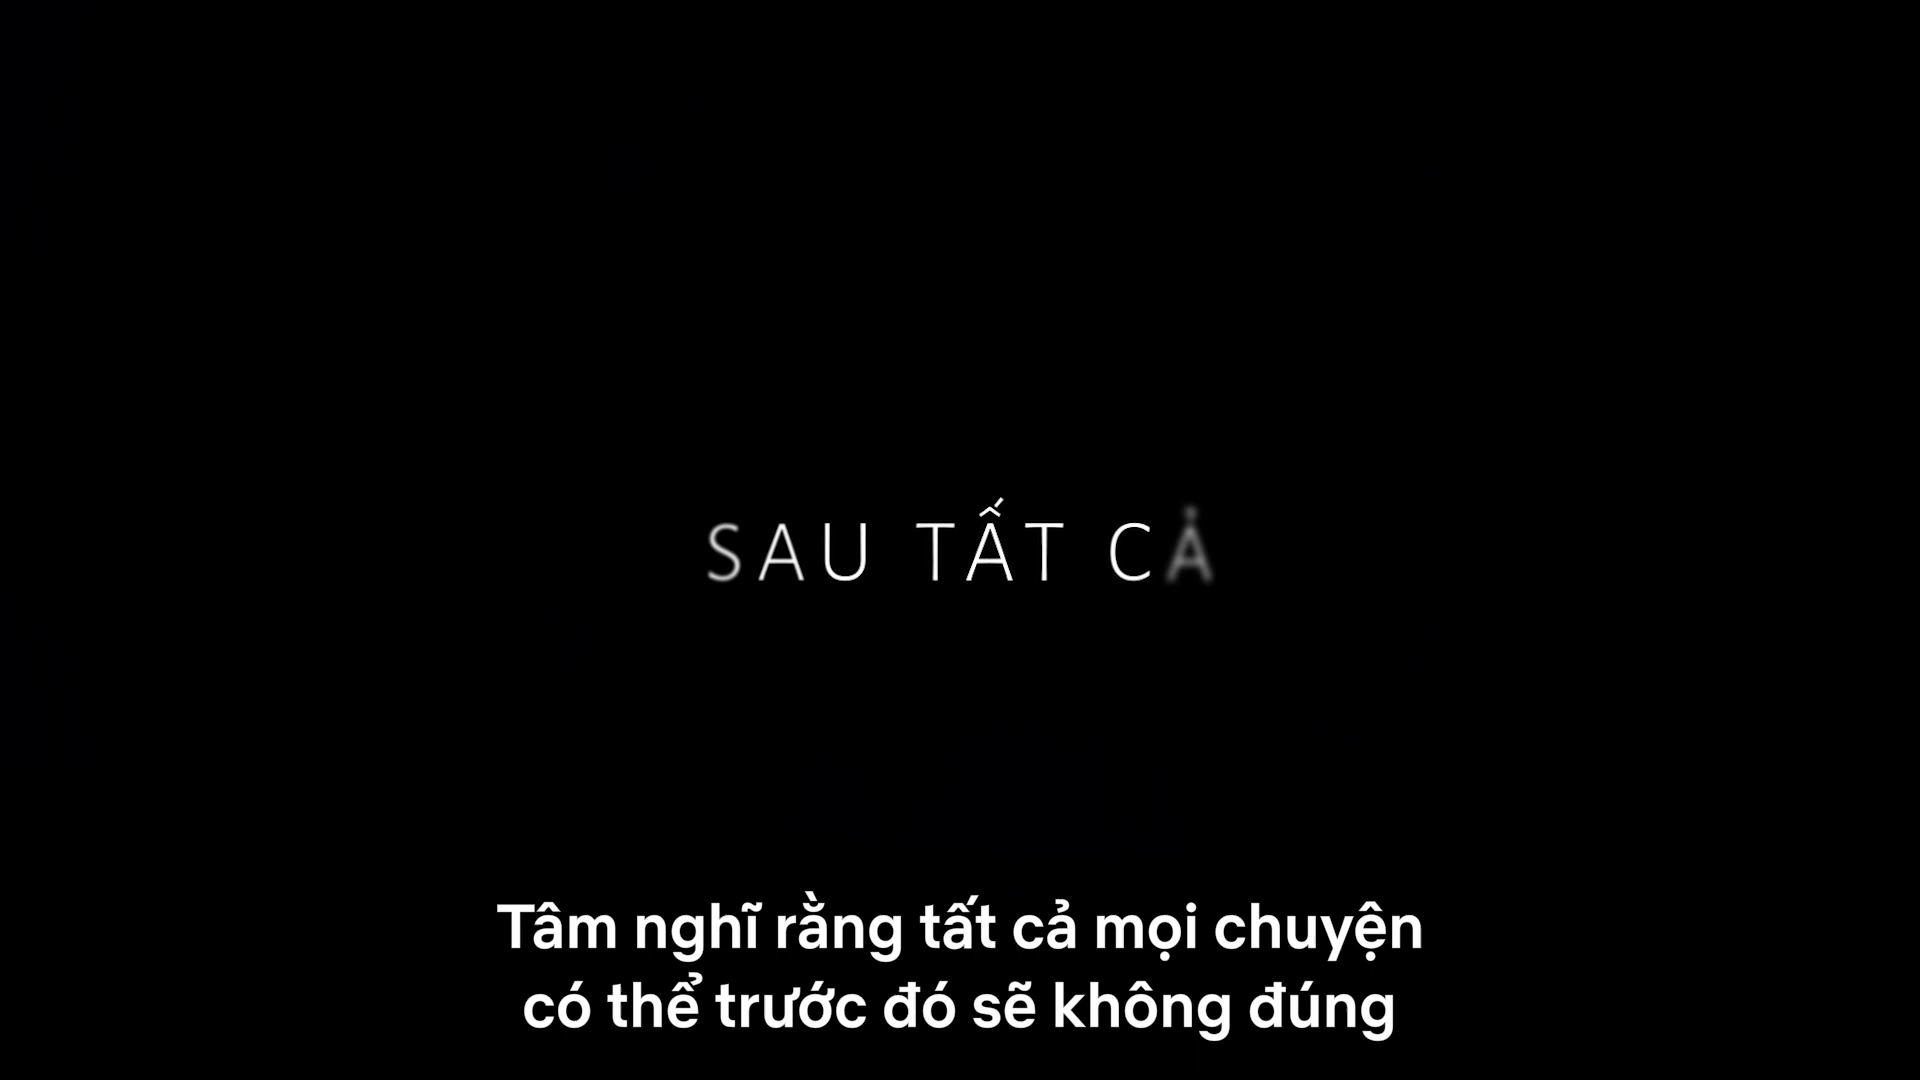 SAU TẤT CẢ
Tâm nghĩ rằng tất cả mọi chuyện
có thể trước đó sẽ không đúng